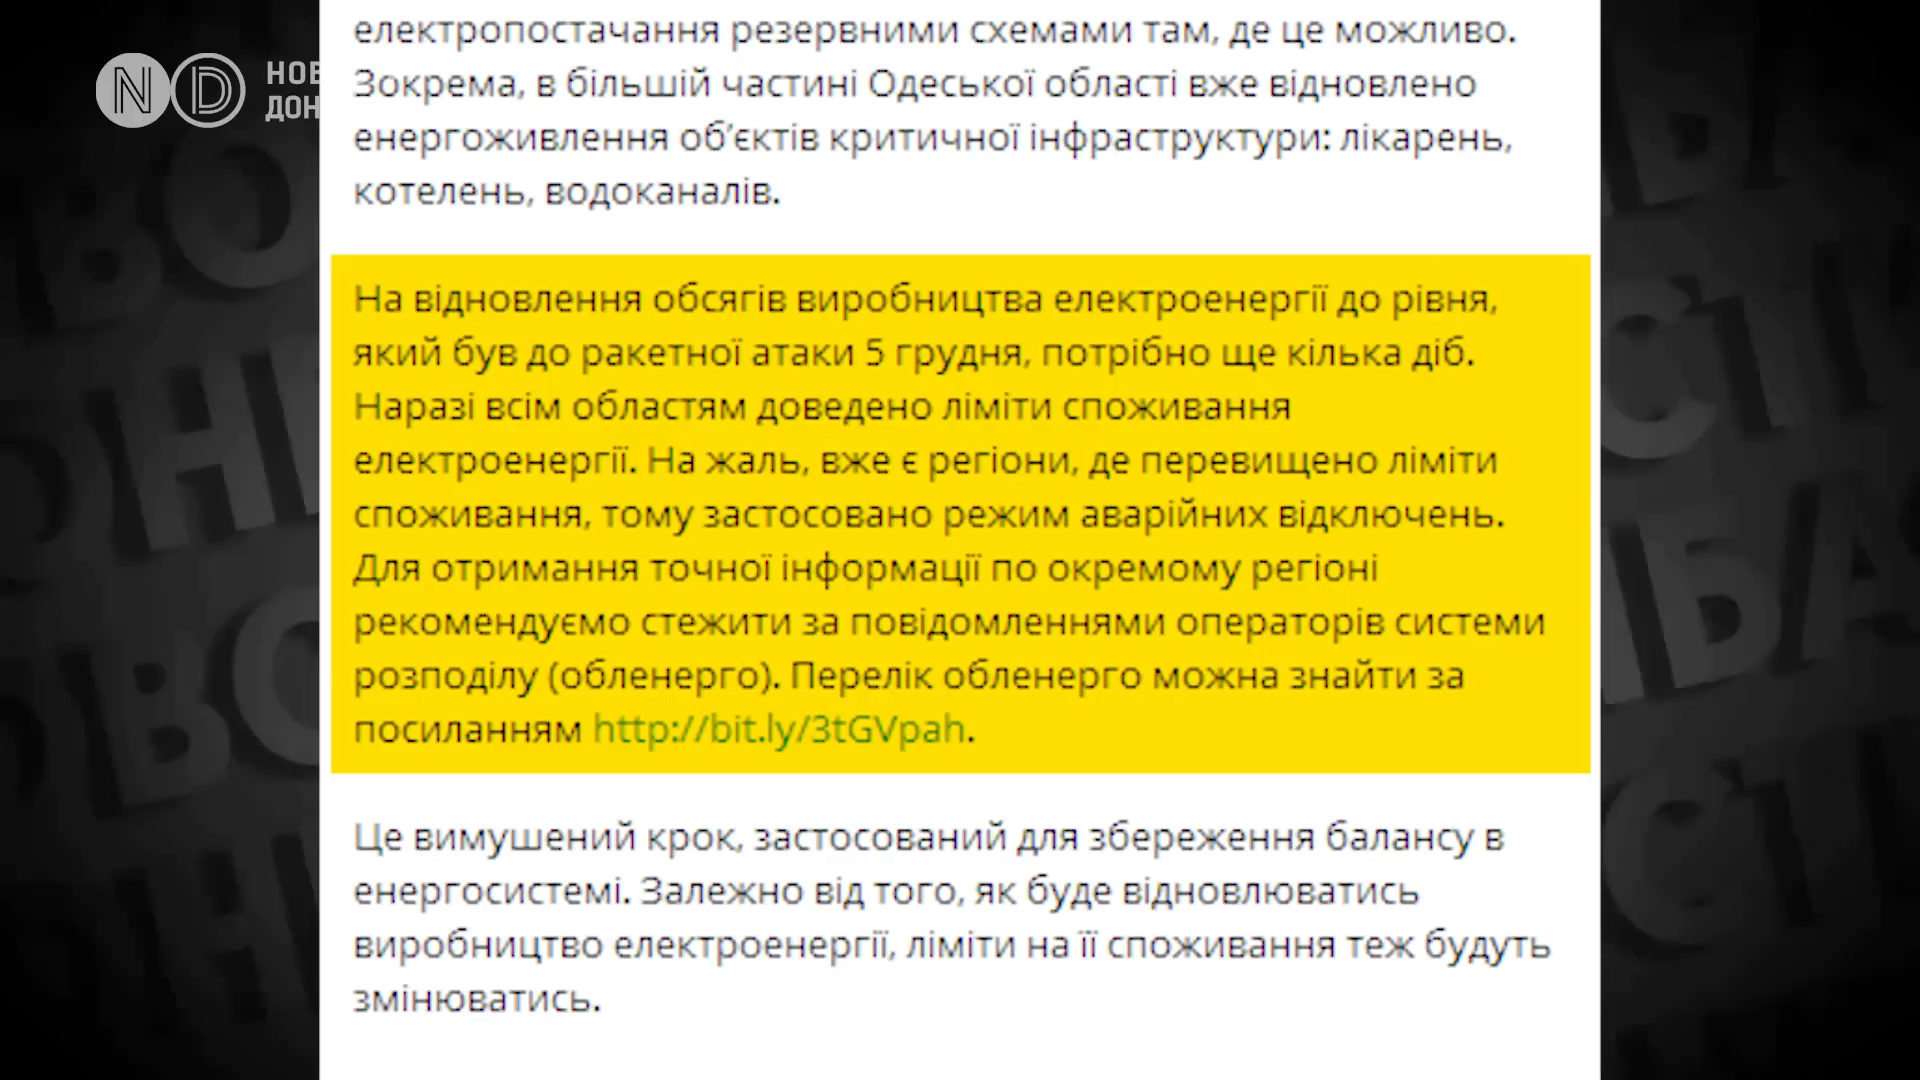 ND НОВ
ДОН
електропостачання резервними схемами там, де це можливо.
Зокрема, в більшій частині Одеської області вже відновлено
енергоживлення об’єктів критичної інфраструктури: лікарень,
котелень, водоканалів.
На відновлення обсягів виробництва електроенергії до рівня,
який був до ракетної атаки 5 грудня, потрібно ще кілька діб.
Наразі всім областям доведено ліміти споживання
електроенергії. На жаль, вже є регіони, де перевищено ліміти
споживання, тому застосовано режим аварійних відключень.
Для отримання точної інформації по окремому регіоні
рекомендуємо стежити за повідомленнями операторів системи
розподілу (обленерго). Перелік обленерго можна знайти за
посиланням http://bit.ly/3tGVpah.
Це вимушений крок, застосований для збереження балансу в
енергосистемі. Залежно від того, як буде відновлюватись
виробництво електроенергії, ліміти на її споживання теж будуть
змінюватись.